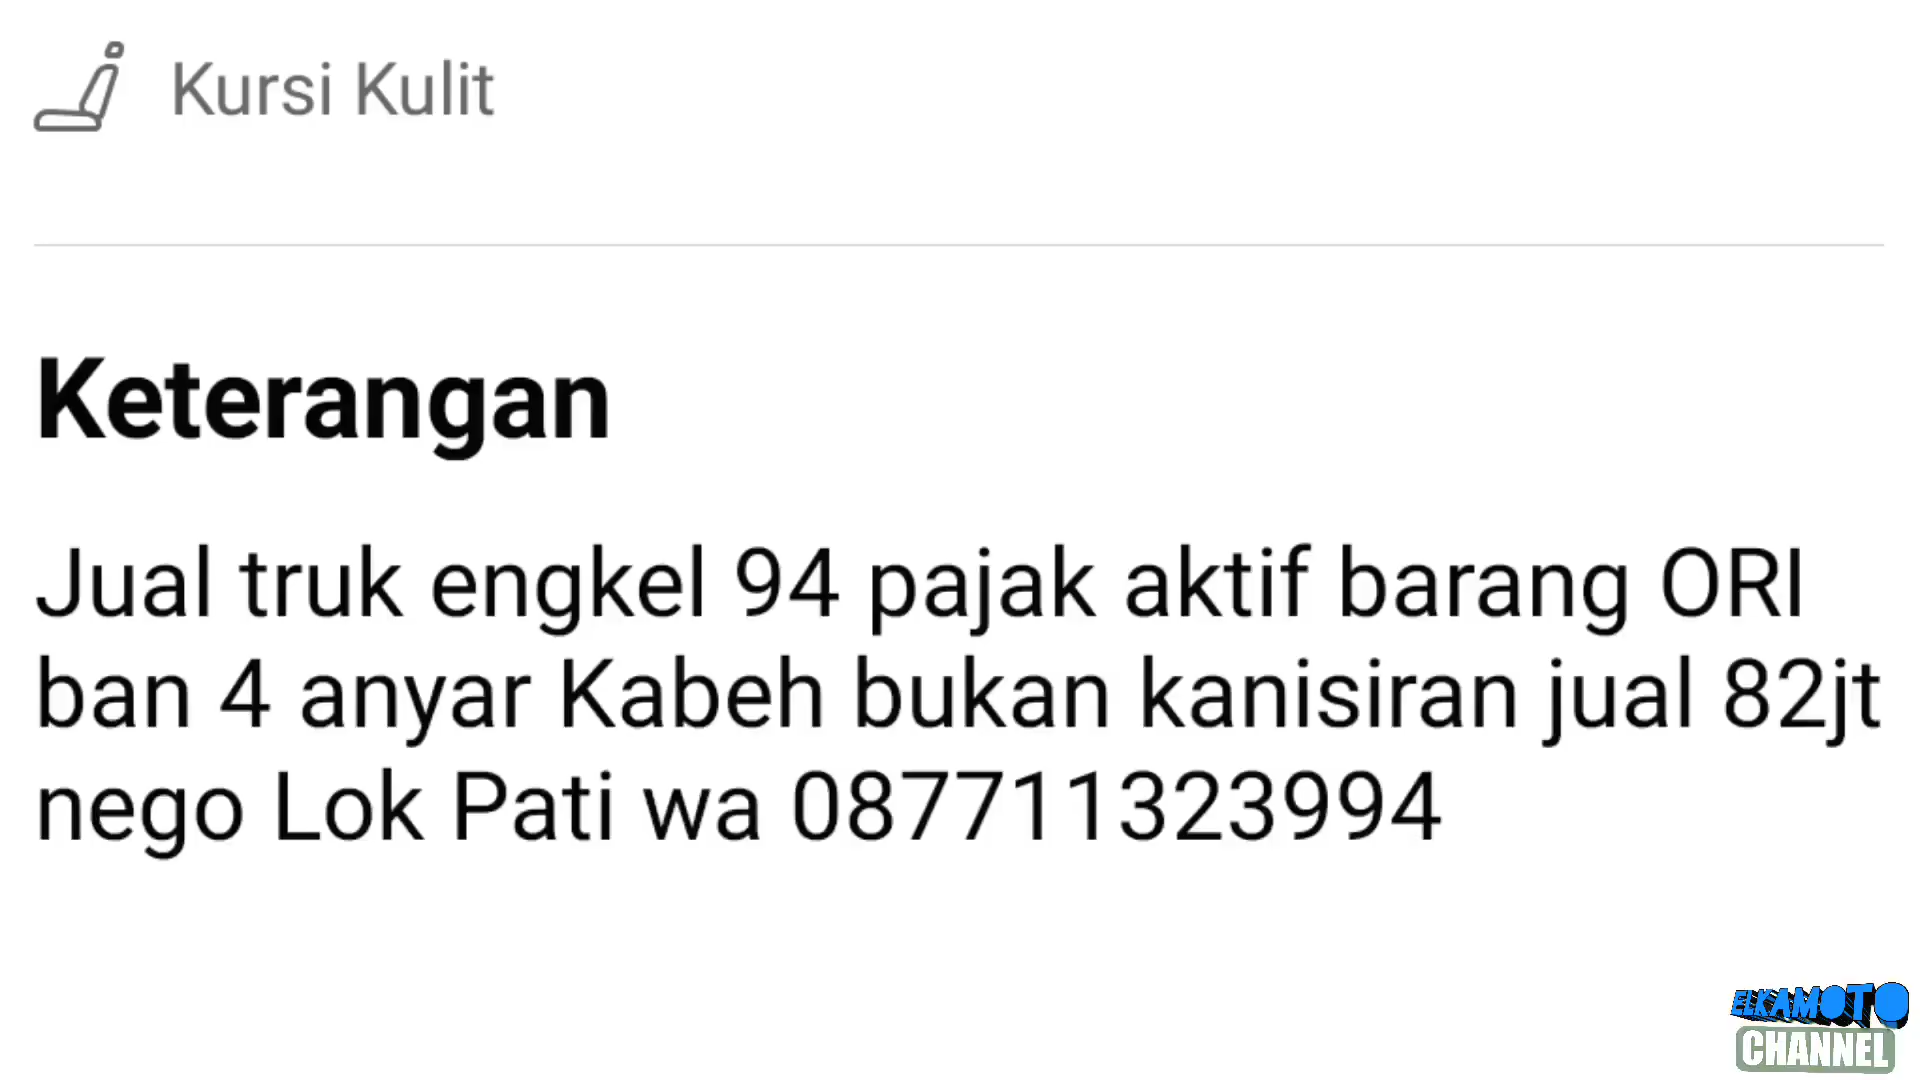 Kursi Kulit
Keterangan
Jual truk engkel 94 pajak aktif barang ORI
ban 4 anyar Kabeh bukan kanisiran jual 82jt
nego Lok Pati wa 087711323994
ELKAMOTO
CHANNEL